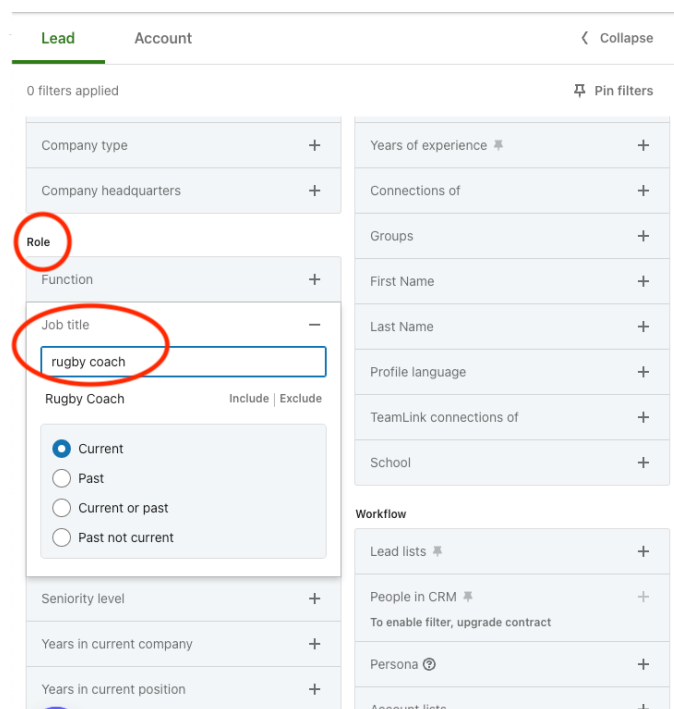 Lead
Account
Collapse
0 filters applied
Pin filters
Company type
Company headquarters
Role
Function
Job title
rugby coach
Rugby Coach
Include | Exclude
Current
Past
Current or past
Past not current
Seniority level
Years in current company
Years in current position
Years of experience
Connections of
Groups
First Name
Last Name
Profile language
TeamLink connections of
School
Workflow
Lead lists
People in CRM
To enable filter, upgrade contract
Persona
Account lists